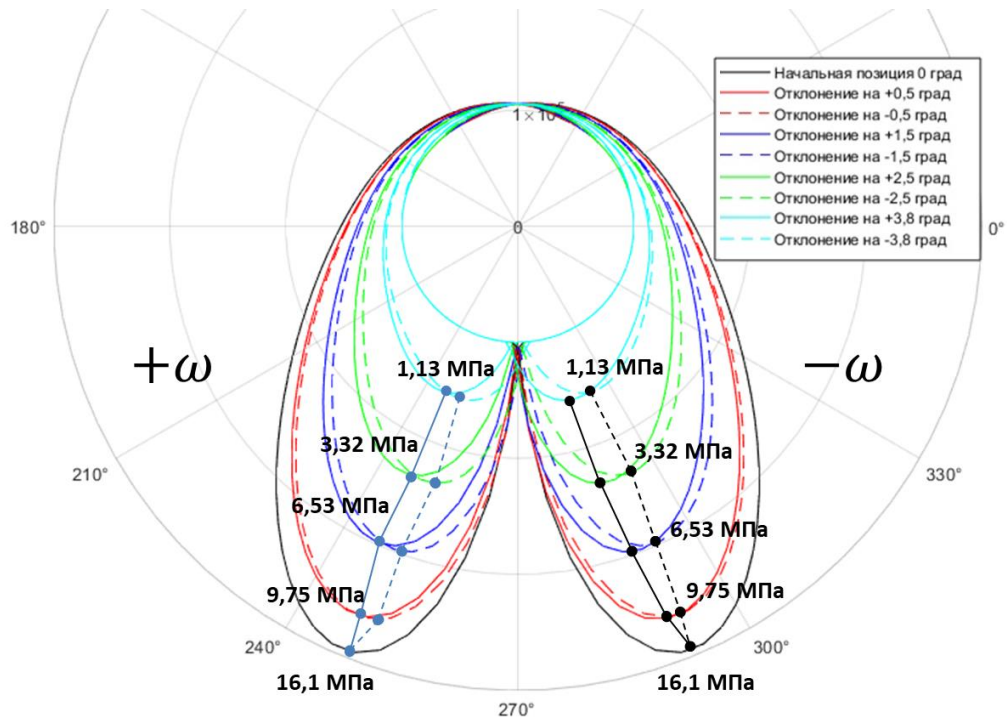 Начальная позиция 0 град
Отклонение на +0,5 град
Отклонение на -0,5 град
Отклонение на +1,5 град
Отклонение на -1,5 град
Отклонение на +2,5 град
Отклонение на -2,5 град
Отклонение на +3,8 град
Отклонение на -3,8 град
180°
0
0°
+ω
−ω
1,13 МПа
1,13 МПа
3,32 МПа
3,32 МПа
210°
330°
6,53 МПа
6,53 МПа
9,75 МПа
9,75 МПа
240°
300°
16,1 МПа
16,1 МПа
270°